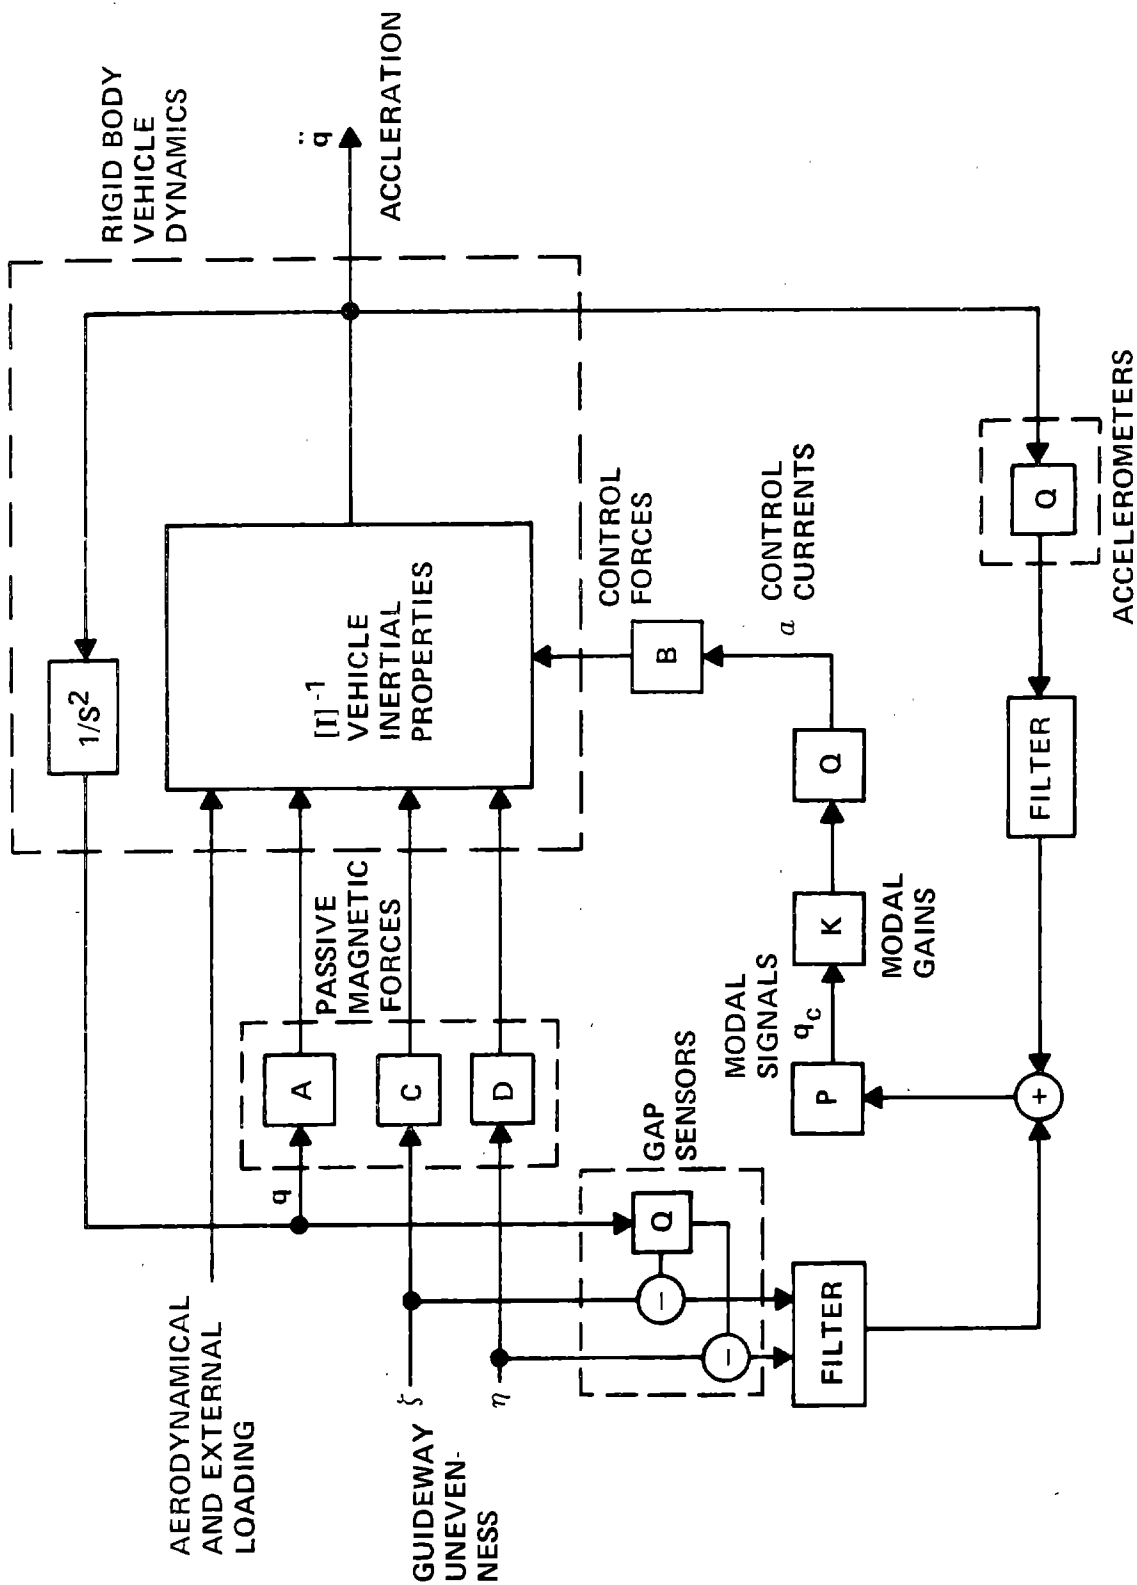 RIGID BODY
VEHICLE
DYNAMICS
1/S²
q̈
ACCLERATION
[I]⁻¹
VEHICLE
INERTIAL
PROPERTIES
AERODYNAMICAL
AND EXTERNAL
LOADING
q
A
PASSIVE
MAGNETIC
FORCES
C
D
GUIDEWAY ζ
UNEVEN-
NESS
η
GAP
SENSORS
Q
−
−
FILTER
CONTROL
FORCES
B
CONTROL
CURRENTS
α
MODAL
SIGNALS
q_c
P
K
Q
MODAL
GAINS
+
FILTER
Q
ACCELEROMETERS